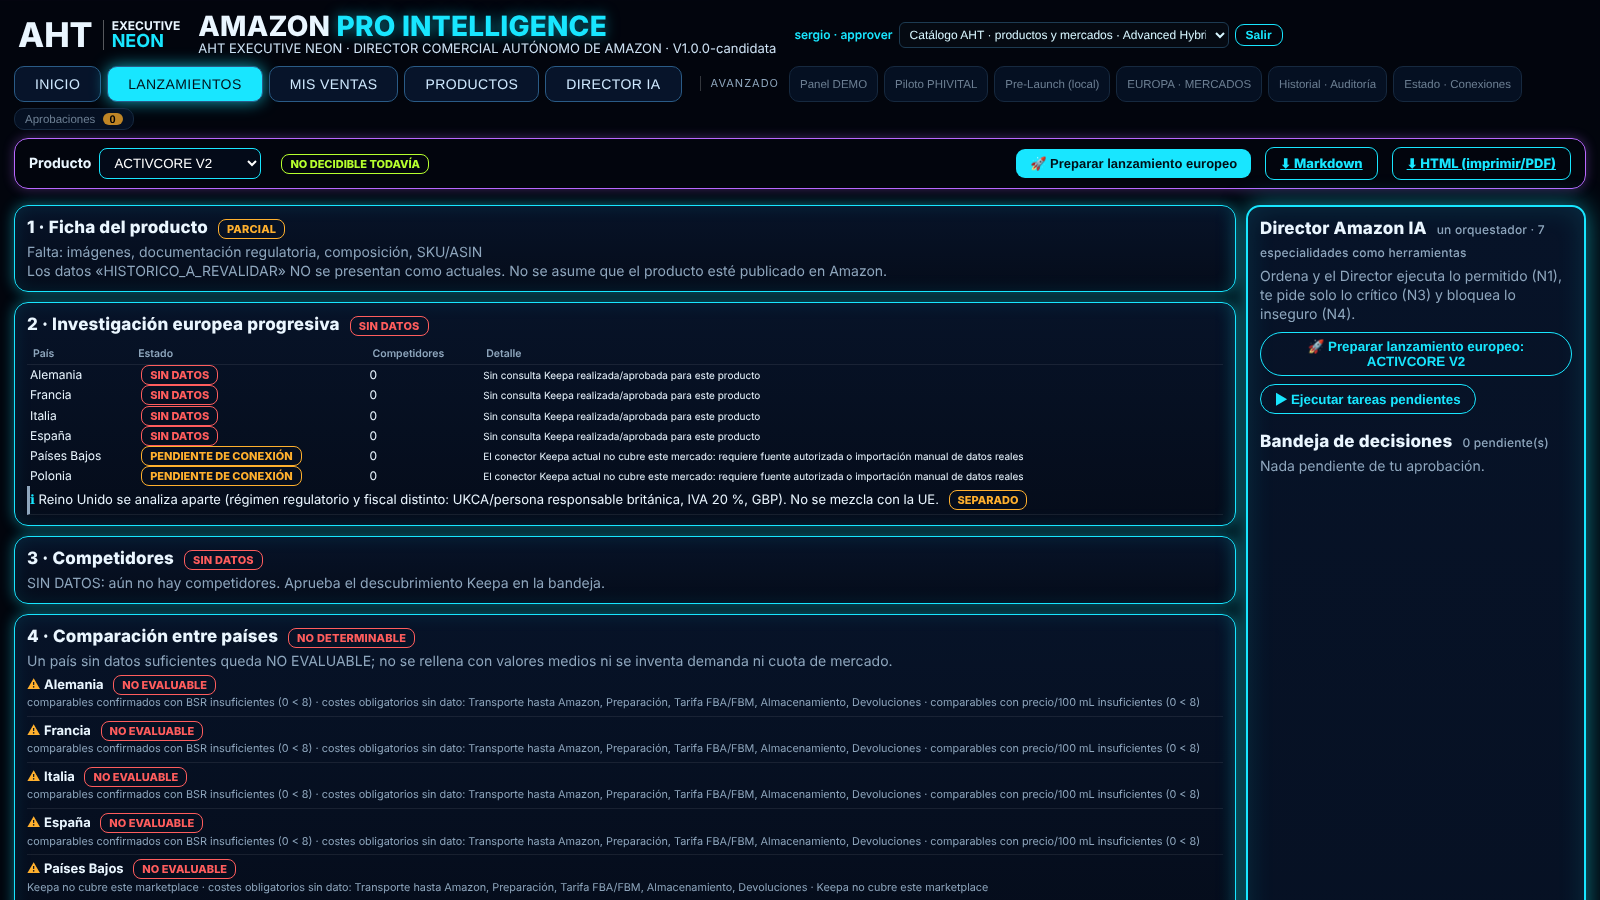 AHT EXECUTIVE NEON
AMAZON PRO INTELLIGENCE
AHT EXECUTIVE NEON · DIRECTOR COMERCIAL AUTÓNOMO DE AMAZON · V1.0.0-candidata
sergio · approver
Catálogo AHT · productos y mercados · Advanced Hybri
Salir
INICIO LANZAMIENTOS MIS VENTAS PRODUCTOS DIRECTOR IA AVANZADO Panel DEMO Piloto PHIVITAL Pre-Launch (local) EUROPA · MERCADOS Historial · Auditoría Estado · Conexiones
Aprobaciones 0
Producto ACTIVCORE V2 NO DECIDIBLE TODAVÍA 🚀 Preparar lanzamiento europeo ⬇ Markdown ⬇ HTML (imprimir/PDF)
1 · Ficha del producto PARCIAL
Falta: imágenes, documentación regulatoria, composición, SKU/ASIN
Los datos «HISTORICO_A_REVALIDAR» NO se presentan como actuales. No se asume que el producto esté publicado en Amazon.
2 · Investigación europea progresiva SIN DATOS
País Estado Competidores Detalle
Alemania SIN DATOS 0 Sin consulta Keepa realizada/aprobada para este producto
Francia SIN DATOS 0 Sin consulta Keepa realizada/aprobada para este producto
Italia SIN DATOS 0 Sin consulta Keepa realizada/aprobada para este producto
España SIN DATOS 0 Sin consulta Keepa realizada/aprobada para este producto
Países Bajos PENDIENTE DE CONEXIÓN 0 El conector Keepa actual no cubre este mercado: requiere fuente autorizada o importación manual de datos reales
Polonia PENDIENTE DE CONEXIÓN 0 El conector Keepa actual no cubre este mercado: requiere fuente autorizada o importación manual de datos reales
ℹ Reino Unido se analiza aparte (régimen regulatorio y fiscal distinto: UKCA/persona responsable británica, IVA 20 %, GBP). No se mezcla con la UE. SEPARADO
3 · Competidores SIN DATOS
SIN DATOS: aún no hay competidores. Aprueba el descubrimiento Keepa en la bandeja.
4 · Comparación entre países NO DETERMINABLE
Un país sin datos suficientes queda NO EVALUABLE; no se rellena con valores medios ni se inventa demanda ni cuota de mercado.
⚠ Alemania NO EVALUABLE
comparables confirmados con BSR insuficientes (0 < 8) · costes obligatorios sin dato: Transporte hasta Amazon, Preparación, Tarifa FBA/FBM, Almacenamiento, Devoluciones · comparables con precio/100 mL insuficientes (0 < 8)
⚠ Francia NO EVALUABLE
comparables confirmados con BSR insuficientes (0 < 8) · costes obligatorios sin dato: Transporte hasta Amazon, Preparación, Tarifa FBA/FBM, Almacenamiento, Devoluciones · comparables con precio/100 mL insuficientes (0 < 8)
⚠ Italia NO EVALUABLE
comparables confirmados con BSR insuficientes (0 < 8) · costes obligatorios sin dato: Transporte hasta Amazon, Preparación, Tarifa FBA/FBM, Almacenamiento, Devoluciones · comparables con precio/100 mL insuficientes (0 < 8)
⚠ España NO EVALUABLE
comparables confirmados con BSR insuficientes (0 < 8) · costes obligatorios sin dato: Transporte hasta Amazon, Preparación, Tarifa FBA/FBM, Almacenamiento, Devoluciones · comparables con precio/100 mL insuficientes (0 < 8)
⚠ Países Bajos NO EVALUABLE
Keepa no cubre este marketplace · costes obligatorios sin dato: Transporte hasta Amazon, Preparación, Tarifa FBA/FBM, Almacenamiento, Devoluciones · Keepa no cubre este marketplace
Director Amazon IA un orquestador · 7
especialidades como herramientas
Ordena y el Director ejecuta lo permitido (N1),
te pide solo lo crítico (N3) y bloquea lo
inseguro (N4).
🚀 Preparar lanzamiento europeo:
ACTIVCORE V2
▶ Ejecutar tareas pendientes
Bandeja de decisiones 0 pendiente(s)
Nada pendiente de tu aprobación.